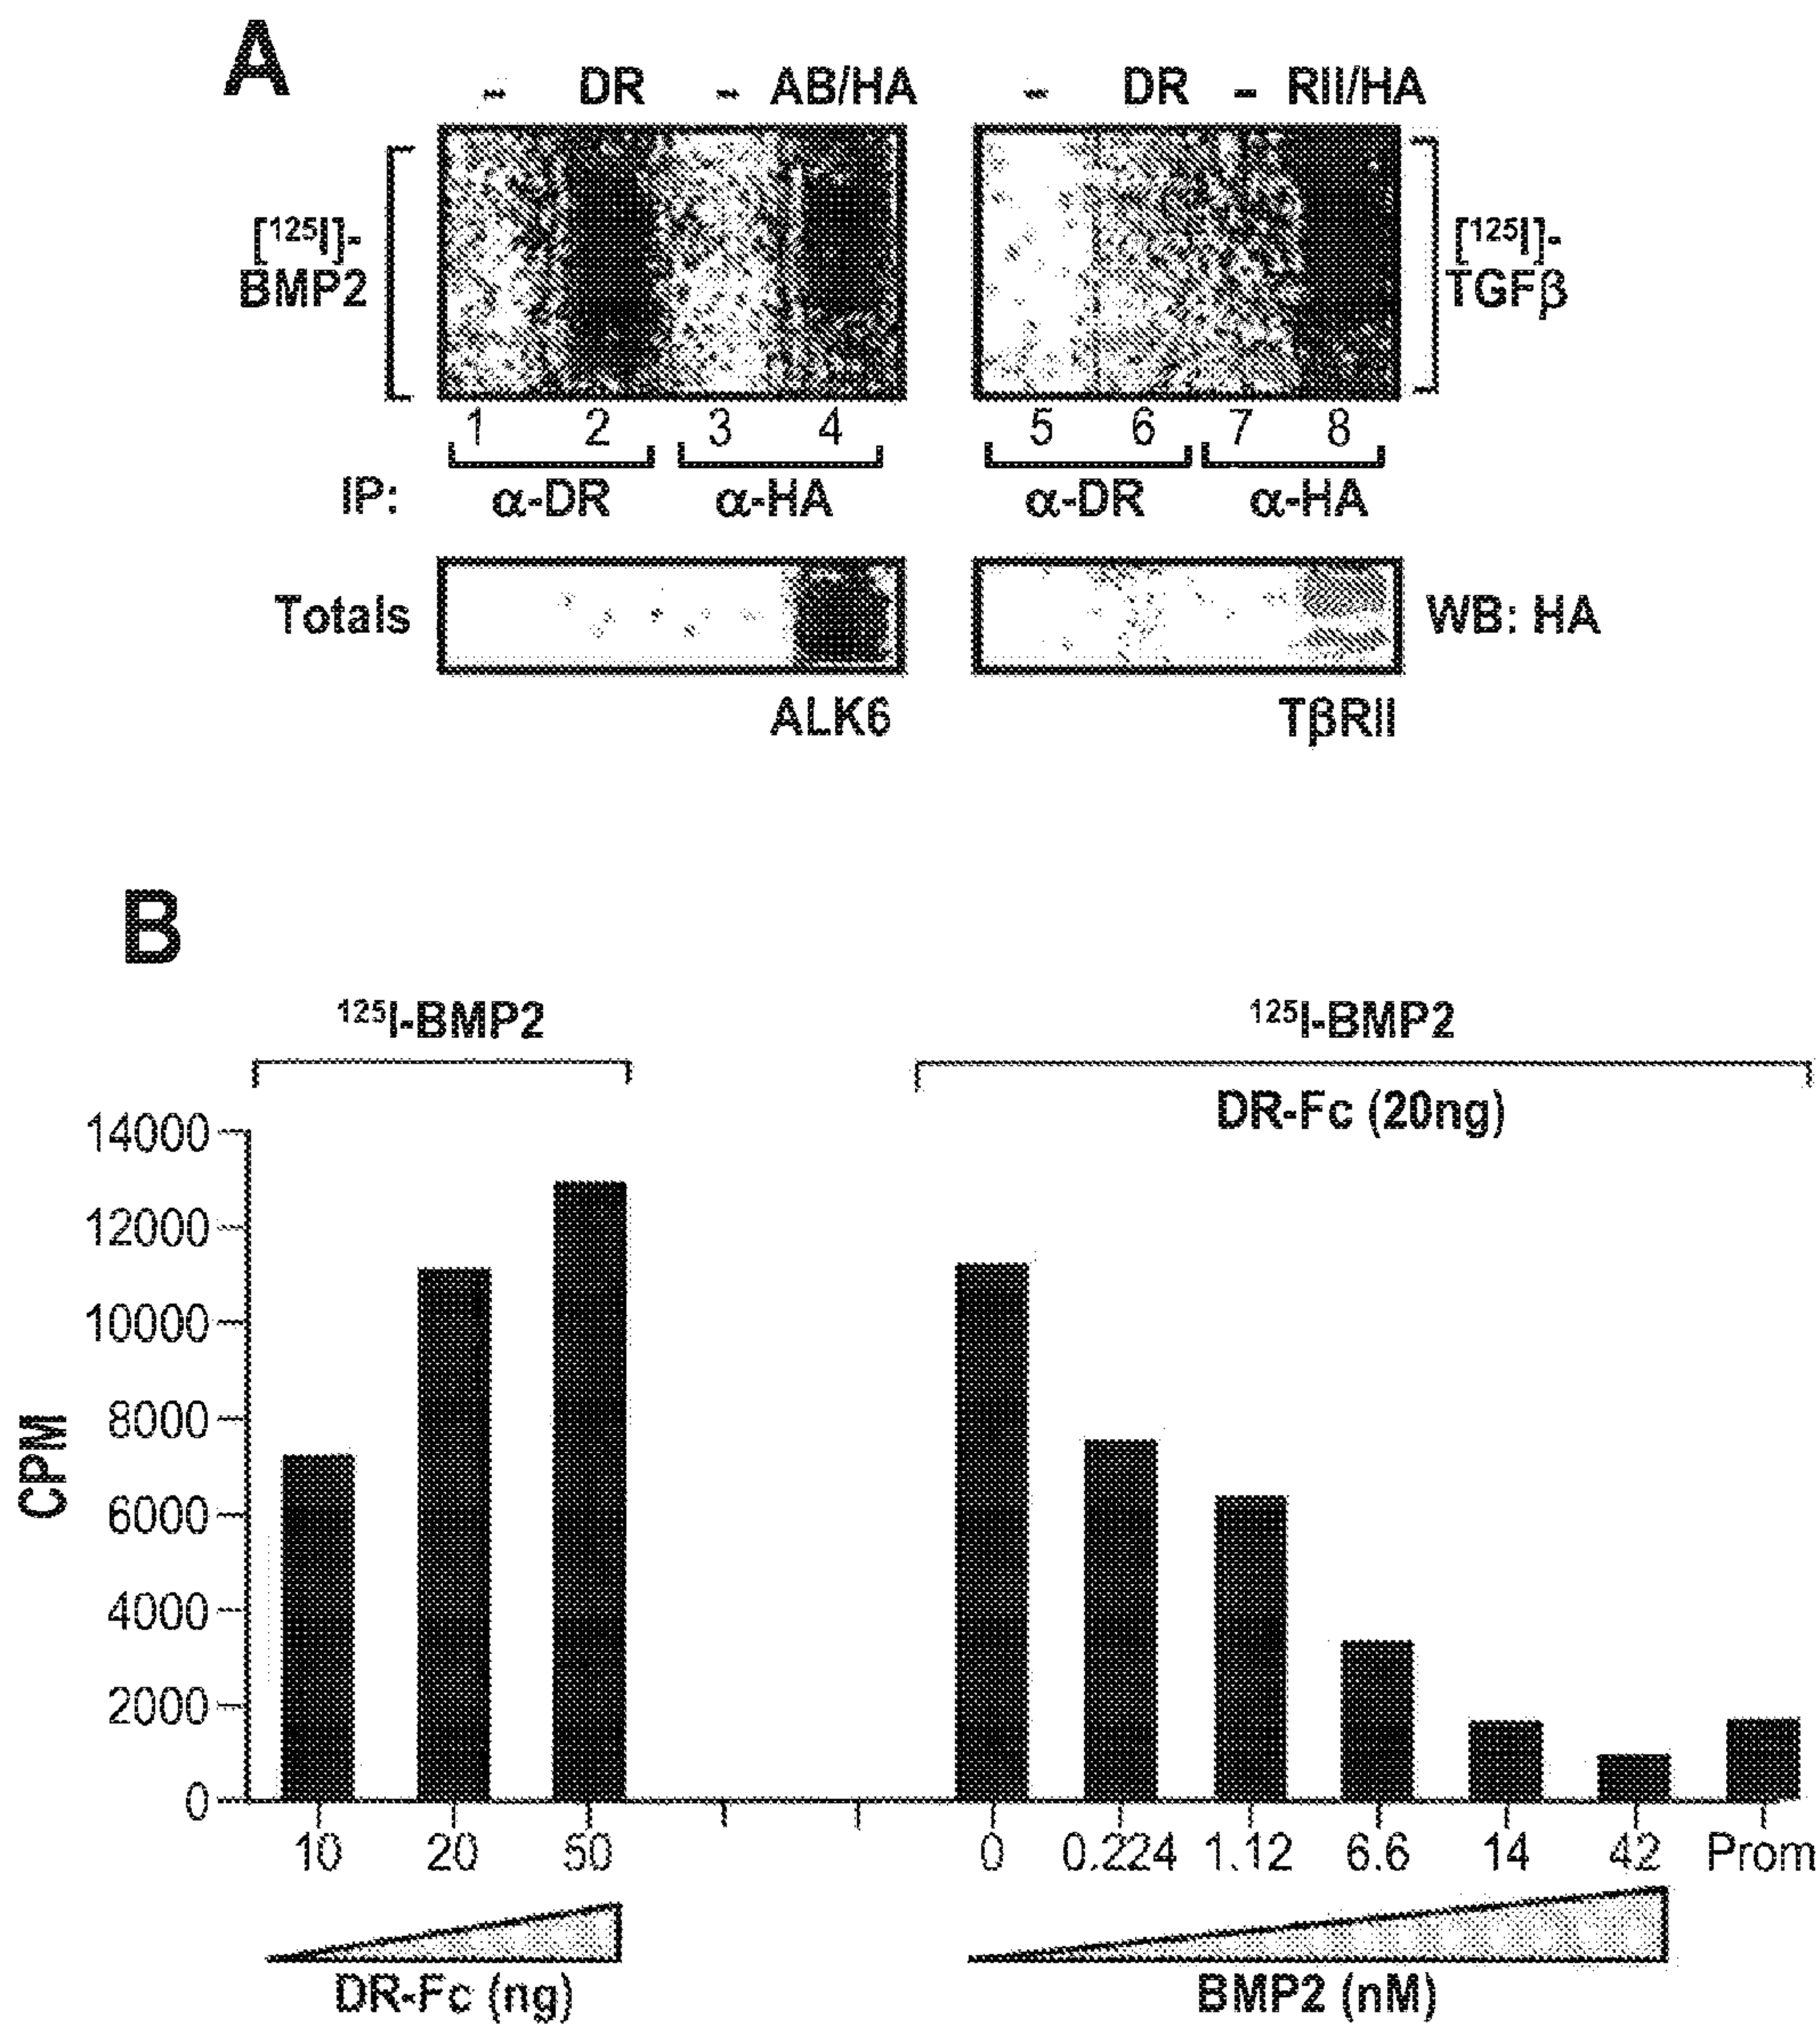 A
- DR - AB/HA - DR - RII/HA
[125I]-
BMP2
[125I]-
TGFβ
1 2 3 4 5 6 7 8
IP: α-DR α-HA α-DR α-HA
Totals
WB: HA
ALK6 TβRII
B
125I-BMP2 125I-BMP2
DR-Fc (20ng)
14000
12000
10000
8000
6000
4000
2000
0
CPM
10 20 50 0 0.224 1.12 6.6 14 42 Prom
DR-Fc (ng) BMP2 (nM)